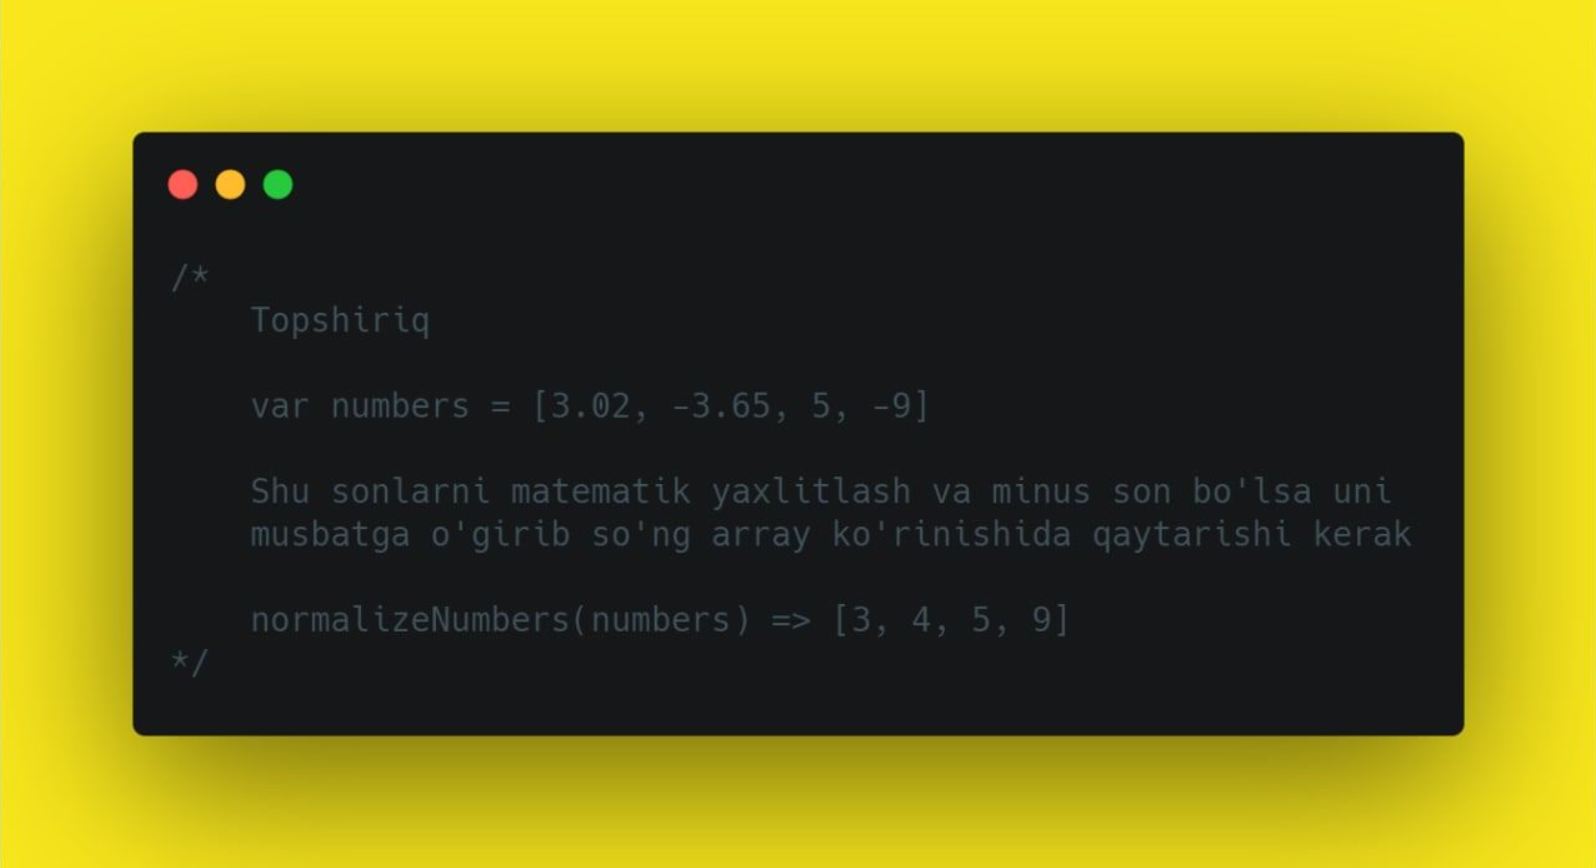 /*
Topshiriq
var numbers = [3.02, -3.65, 5, -9]
Shu sonlarni matematik yaxlitlash va minus son bo'lsa uni
musbatga o'girib so'ng array ko'rinishida qaytarishi kerak
normalizeNumbers(numbers) => [3, 4, 5, 9]
*/